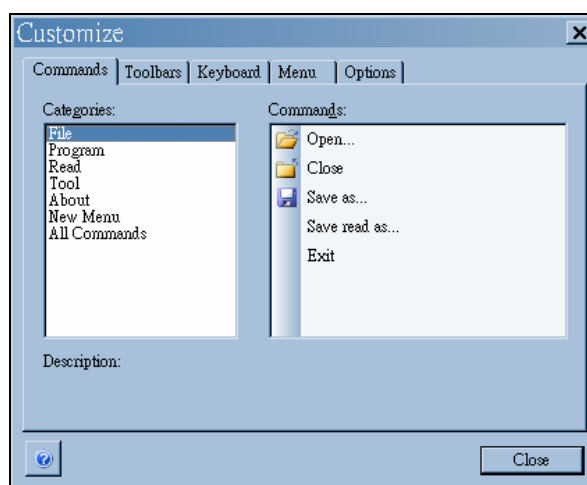 Customize
Commands Toolbars Keyboard Menu Options
Categories:
File
Program
Read
Tool
About
New Menu
All Commands
Commands:
Open...
Close
Save as...
Save read as...
Exit
Description:
Close